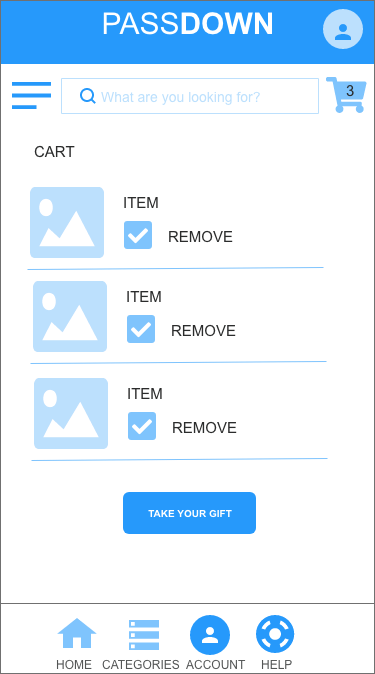 PASSDOWN
What are you looking for?
3
CART
ITEM
REMOVE
ITEM
REMOVE
ITEM
REMOVE
TAKE YOUR GIFT
HOME CATEGORIES ACCOUNT HELP